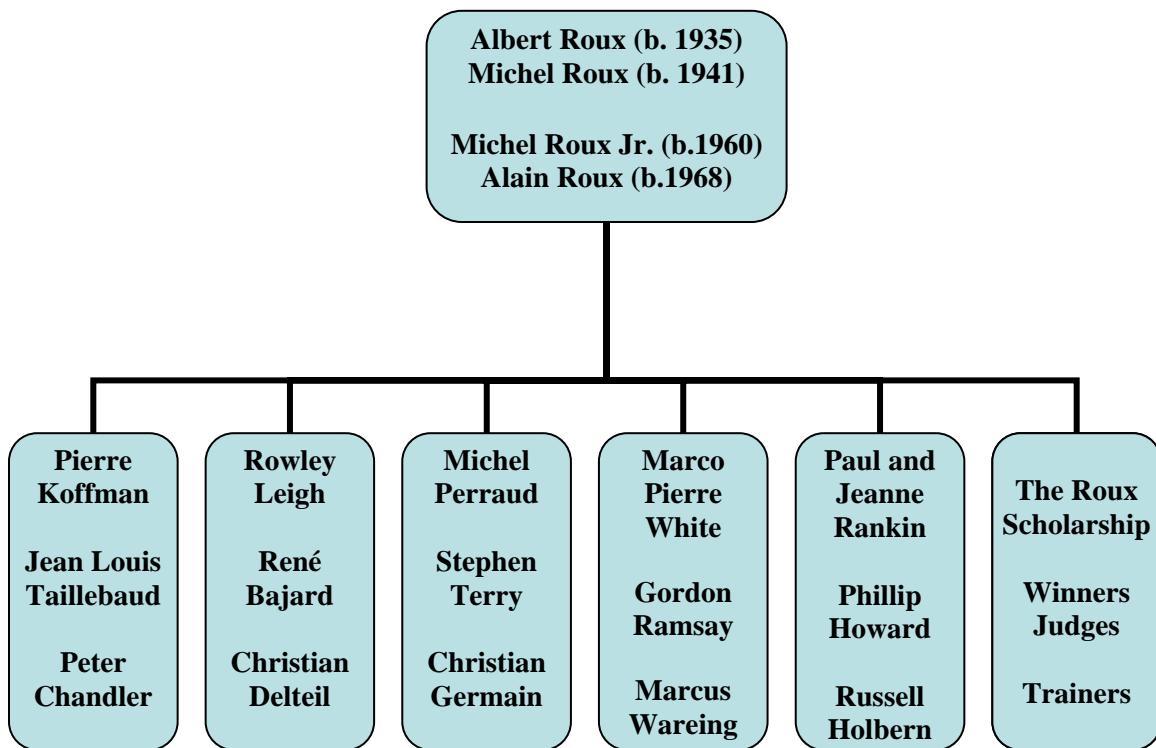 Albert Roux (b. 1935)
Michel Roux (b. 1941)
Michel Roux Jr. (b.1960)
Alain Roux (b.1968)
Pierre
Koffman
Jean Louis
Taillebaud
Peter
Chandler
Rowley
Leigh
René
Bajard
Christian
Delteil
Michel
Perraud
Stephen
Terry
Christian
Germain
Marco
Pierre
White
Gordon
Ramsay
Marcus
Wareing
Paul and
Jeanne
Rankin
Phillip
Howard
Russell
Holbern
The Roux
Scholarship
Winners
Judges
Trainers